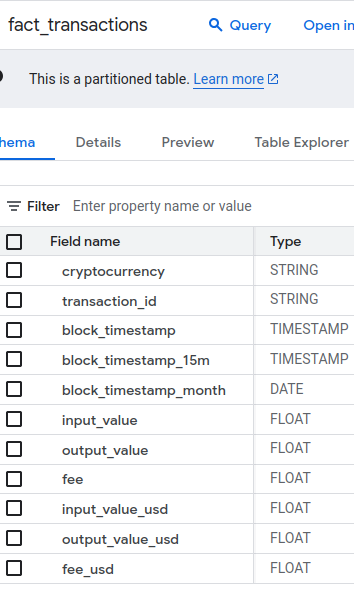 fact_transactions Query Open in
This is a partitioned table. Learn more
hema Details Preview Table Explorer
Filter Enter property name or value
Field name Type
cryptocurrency STRING
transaction_id STRING
block_timestamp TIMESTAMP
block_timestamp_15m TIMESTAMP
block_timestamp_month DATE
input_value FLOAT
output_value FLOAT
fee FLOAT
input_value_usd FLOAT
output_value_usd FLOAT
fee_usd FLOAT